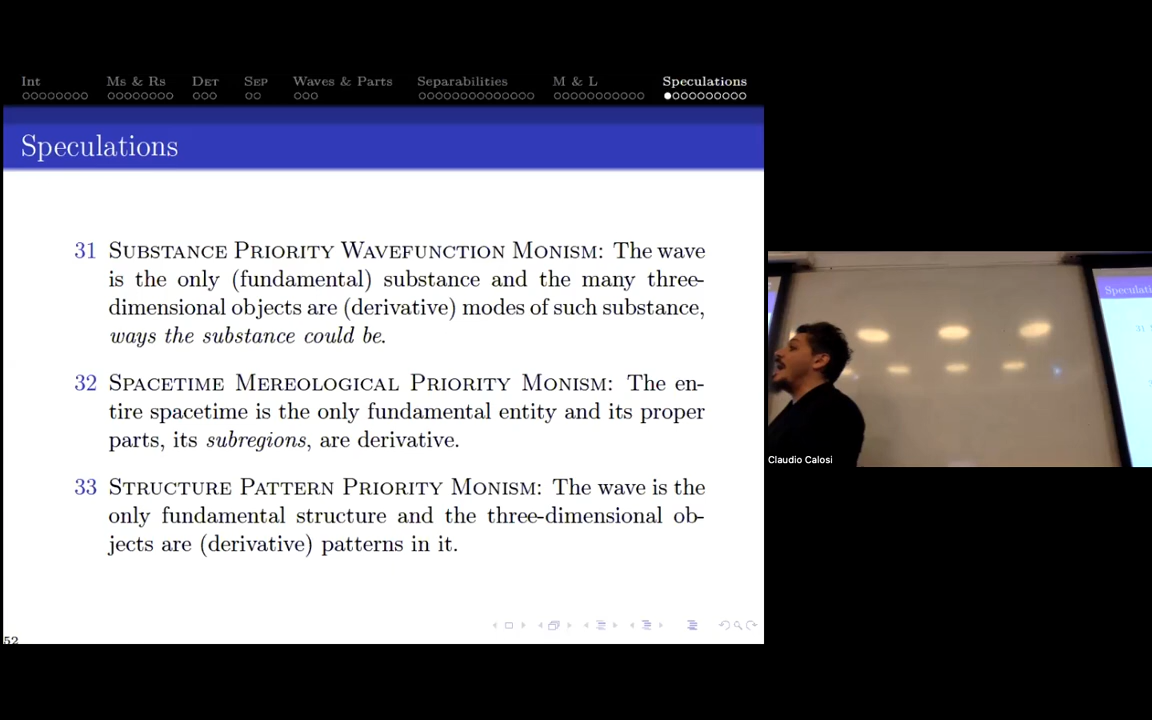 Int Ms & Rs Det Sep Waves & Parts Separabilities M & L Speculations
Speculations
31 Substance Priority Wavefunction Monism: The wave
is the only (fundamental) substance and the many three-
dimensional objects are (derivative) modes of such substance,
ways the substance could be.
32 Spacetime Mereological Priority Monism: The en-
tire spacetime is the only fundamental entity and its proper
parts, its subregions, are derivative.
33 Structure Pattern Priority Monism: The wave is the
only fundamental structure and the three-dimensional ob-
jects are (derivative) patterns in it.
52
Speculati
31
Claudio Calosi